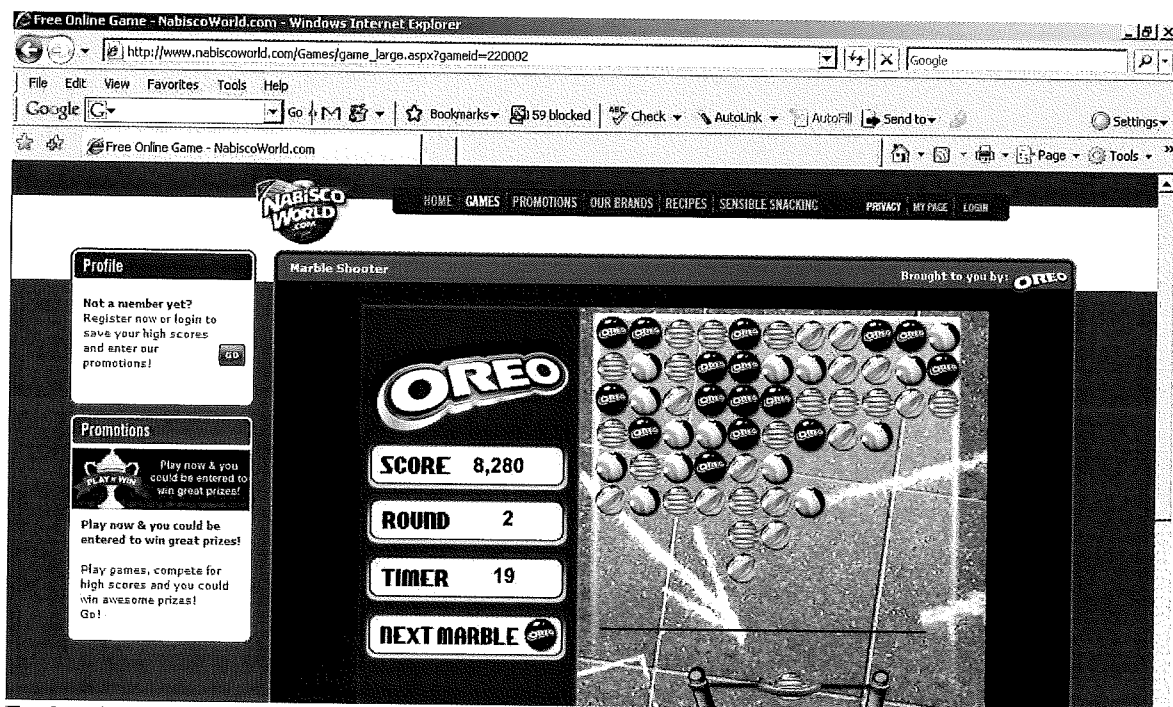 Free Online Game - NabiscoWorld.com - Windows Internet Explorer
http://www.nabiscoworld.com/Games/game_large.aspx?gameid=220002
Google
File Edit View Favorites Tools Help
Google G Go Bookmarks 59 blocked ABC Check AutoLink AutoFill Send to Settings
Free Online Game - NabiscoWorld.com Page Tools
NABISCO WORLD .COM
HOME GAMES PROMOTIONS OUR BRANDS RECIPES SENSIBLE SNACKING PRIVACY MY PAGE LOGIN
Profile
Not a member yet?
Register now or login to
save your high scores
and enter our
promotions!
GO
Promotions
PLAY N WIN
Play now & you
could be entered to
win great prizes!
Play now & you could be
entered to win great prizes!
Play games, compete for
high scores and you could
win awesome prizes!
Go!
Marble Shooter
Brought to you by: OREO
OREO
SCORE 8,280
ROUND 2
TIMER 19
NEXT MARBLE OREO